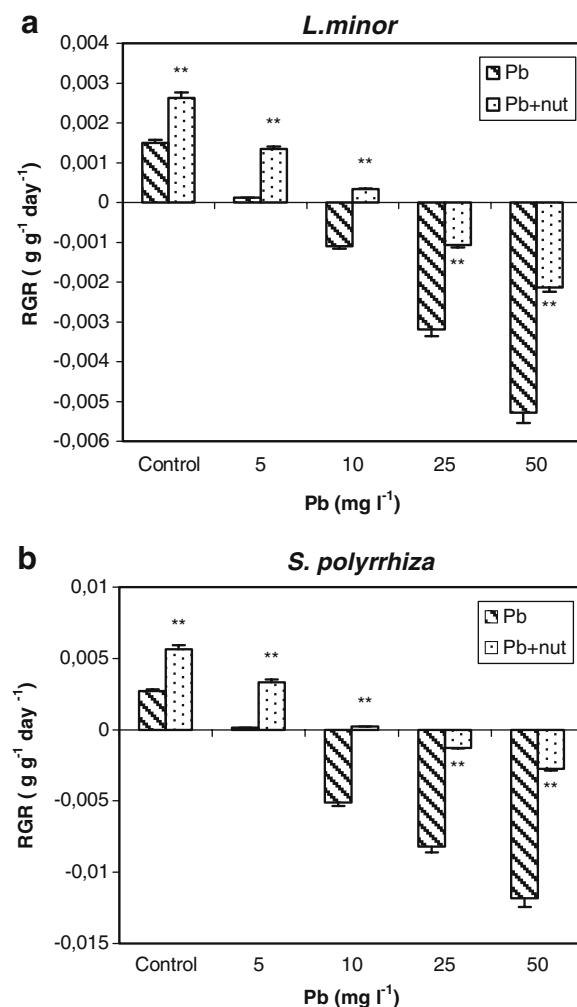 a
L.minor
0,004
0,003
0,002
0,001
0
-0,001
-0,002
-0,003
-0,004
-0,005
-0,006
RGR ( g g⁻¹ day⁻¹)
**
**
**
**
**
Pb
Pb+nut
Control 5 10 25 50
Pb (mg l⁻¹)
b
S. polyrrhiza
0,01
0,005
0
-0,005
-0,01
-0,015
RGR ( g g⁻¹ day ⁻¹)
**
**
**
**
**
Pb
Pb+nut
Control 5 10 25 50
Pb (mg l⁻¹)